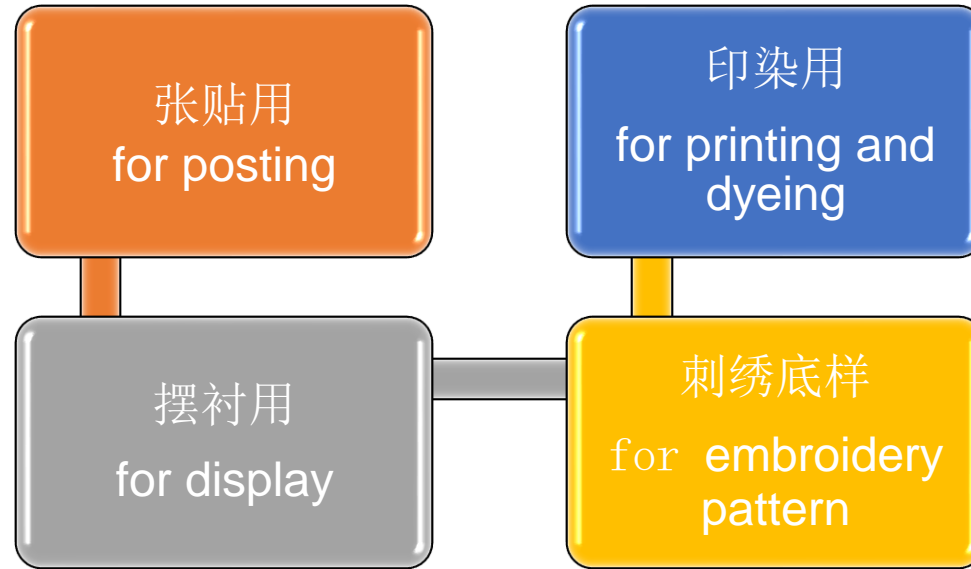 张贴用
for posting
印染用
for printing and
dyeing
摆衬用
for display
刺绣底样
for embroidery
pattern